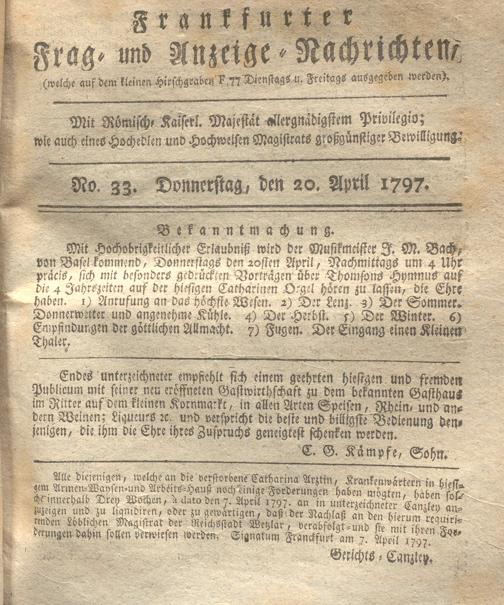 Frankfurter
Frag- und Anzeige-Nachrichten,
(welche auf dem kleinen Hirschgraben F.77 Dienstags u. Freitags ausgegeben werden).
Mit Römisch-Kaiserl. Majestät allergnädigstem Privilegio;
wie auch eines Hochedlen und Hochweisen Magistrats großgünstiger Bewilligung.
No. 33. Donnerstag, den 20. April 1797.
Bekanntmachung.
Mit Hochobrigkeitlicher Erlaubniß wird der Musikmeister J. M. Bach,
von Basel kommend, Donnerstags den 20sten April, Nachmittags um 4 Uhr
präcis, sich mit besonders gedruckten Vorträgen über Thomsons Hymnus auf
die 4 Jahrszeiten auf der hiesigen Catharinen Orgel hören zu lassen, die Ehre
haben. 1) Anrufung an das höchste Wesen. 2) Der Lenz. 3) Der Sommer.
Donnerwetter und angenehme Kühle. 4) Der Herbst. 5) Der Winter. 6)
Empfindungen der göttlichen Allmacht. 7) Fugen. Der Eingang einen Kleinen
Thaler.
Endes unterzeichneter empfiehlt sich einem geehrten hiesigen und fremden
Publicum mit seiner neu eröffneten Gastwirthschaft zu dem bekannten Gasthaus
im Ritter auf dem kleinen Kornmarkt, in allen Arten Speisen, Rhein- und an-
dern Weinen; Liqueurs ꝛc. und verspricht die beste und billigste Bedienung den-
jenigen, die ihm die Ehre ihres Zuspruchs geneigtest schenken werden.
C. G. Kämpfe, Sohn.
Alle diejenigen, welche an die verstorbene Catharina Arztin, Krankenwärtern in hiesi-
gem Armen-Waysen-und Arbeits-Hauß noch einige Forderungen haben mögten, haben sol-
che innerhalb Drey Wochen, à dato den 7. April 1797. an in unterzeichneter Canzley an-
zuzeigen und zu liquidiren, oder zu gewärtigen, daß der Nachlaß an den hierum requiri-
renden Löblichen Magistrat der Reichsstadt Wezlar, verabfolgt und sie mit ihren For-
derungen dahin sollen verwiesen werden. Signatum Franckfurt am 7. April 1797.
Gerichts-Canzley.